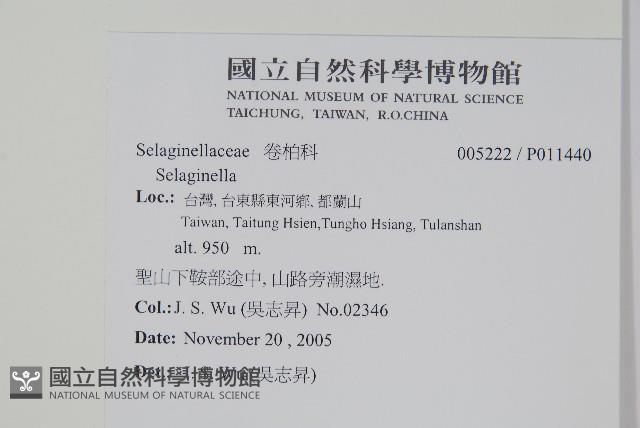 國立自然科學博物館
NATIONAL MUSEUM OF NATURAL SCIENCE
TAICHUNG, TAIWAN, R.O.CHINA
Selaginellaceae 卷柏科 005222 / P011440
Selaginella
Loc.: 台灣, 台東縣東河鄉, 都蘭山
Taiwan, Taitung Hsien,Tungho Hsiang, Tulanshan
alt. 950 m.
聖山下鞍部途中, 山路旁潮濕地.
Col.: J. S. Wu (吳志昇) No.02346
Date: November 20 , 2005
Det.: J. S. Wu (吳志昇)
國立自然科學博物館
NATIONAL MUSEUM OF NATURAL SCIENCE